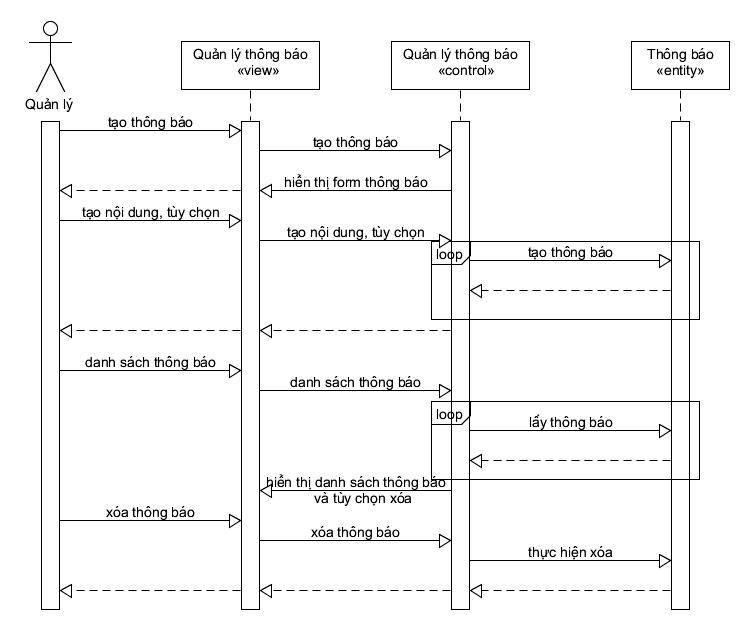 Quản lý thông báo
«view»
Quản lý thông báo
«control»
Thông báo
«entity»
Quản lý
tạo thông báo
tạo thông báo
hiển thị form thông báo
tạo nội dung, tùy chọn
tạo nội dung, tùy chọn
loop
tạo thông báo
danh sách thông báo
danh sách thông báo
loop
lấy thông báo
hiển thị danh sách thông báo
và tùy chọn xóa
xóa thông báo
xóa thông báo
thực hiện xóa